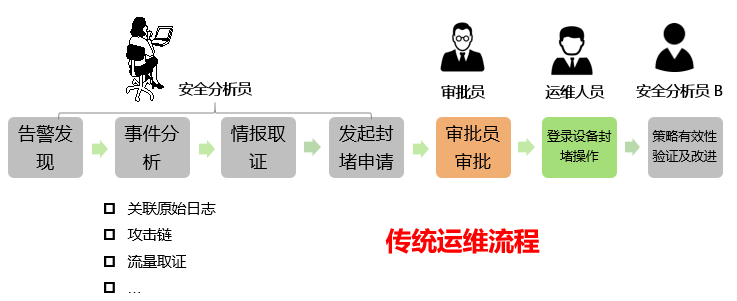 安全分析员
审批员
运维人员
安全分析员 B
告警发
现
事件分
析
情报取
证
发起封
堵申请
审批员
审批
登录设备封
堵操作
策略有效性
验证及改进
关联原始日志
攻击链
流量取证
...
传统运维流程